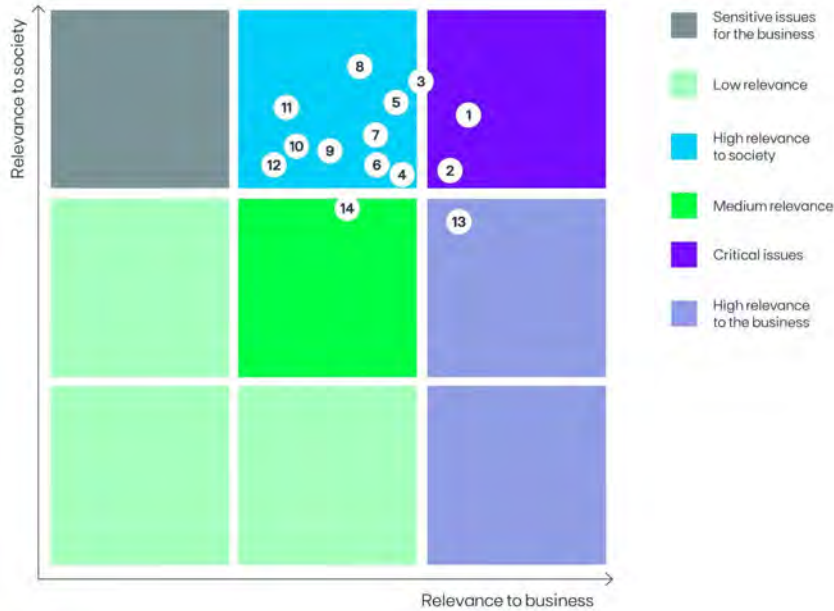 Relevance to society
8
3
5
11
1
7
10
9
12
6
4
2
14
13
Relevance to business
Sensitive issues
for the business
Low relevance
High relevance
to society
Medium relevance
Critical issues
High relevance
to the business